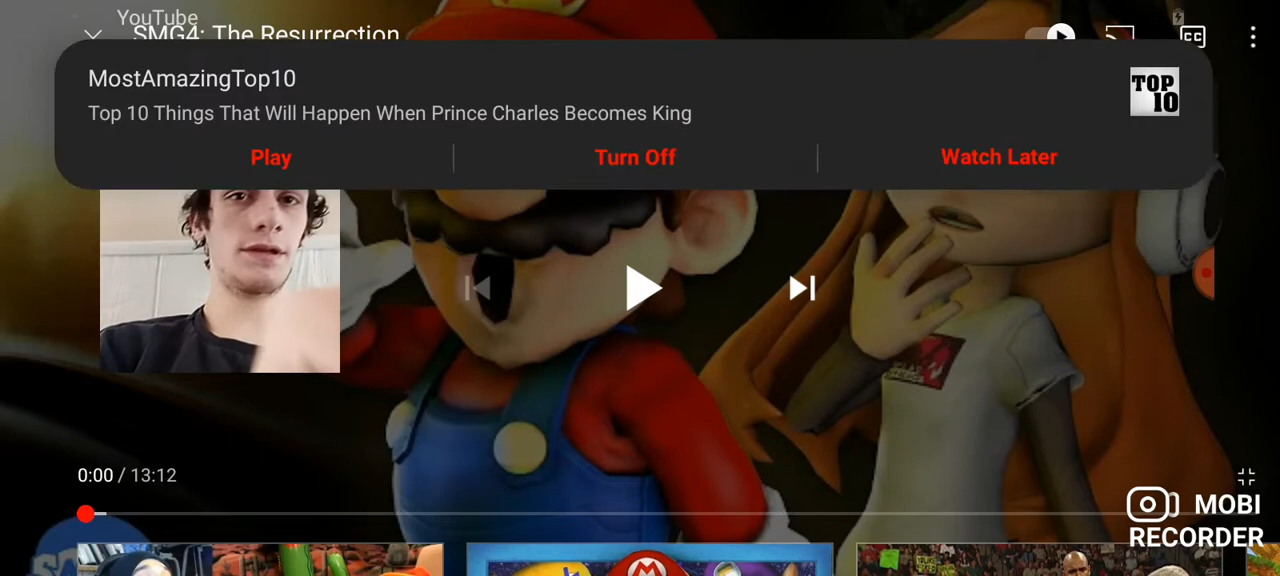 YouTube
SMG4: The Resurrection
CC
MostAmazingTop10
Top 10 Things That Will Happen When Prince Charles Becomes King
TOP
10
Play
Turn Off
Watch Later
0:00 / 13:12
MOBI
RECORDER